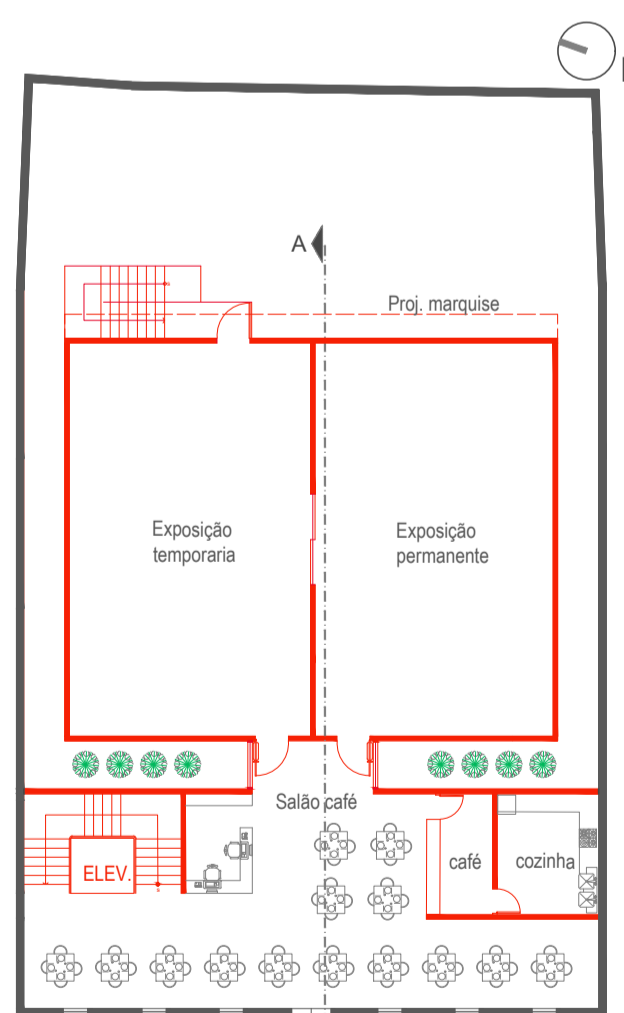 A
Proj. marquise
Exposição
temporaria
Exposição
permanente
Salão café
ELEV.
café
cozinha